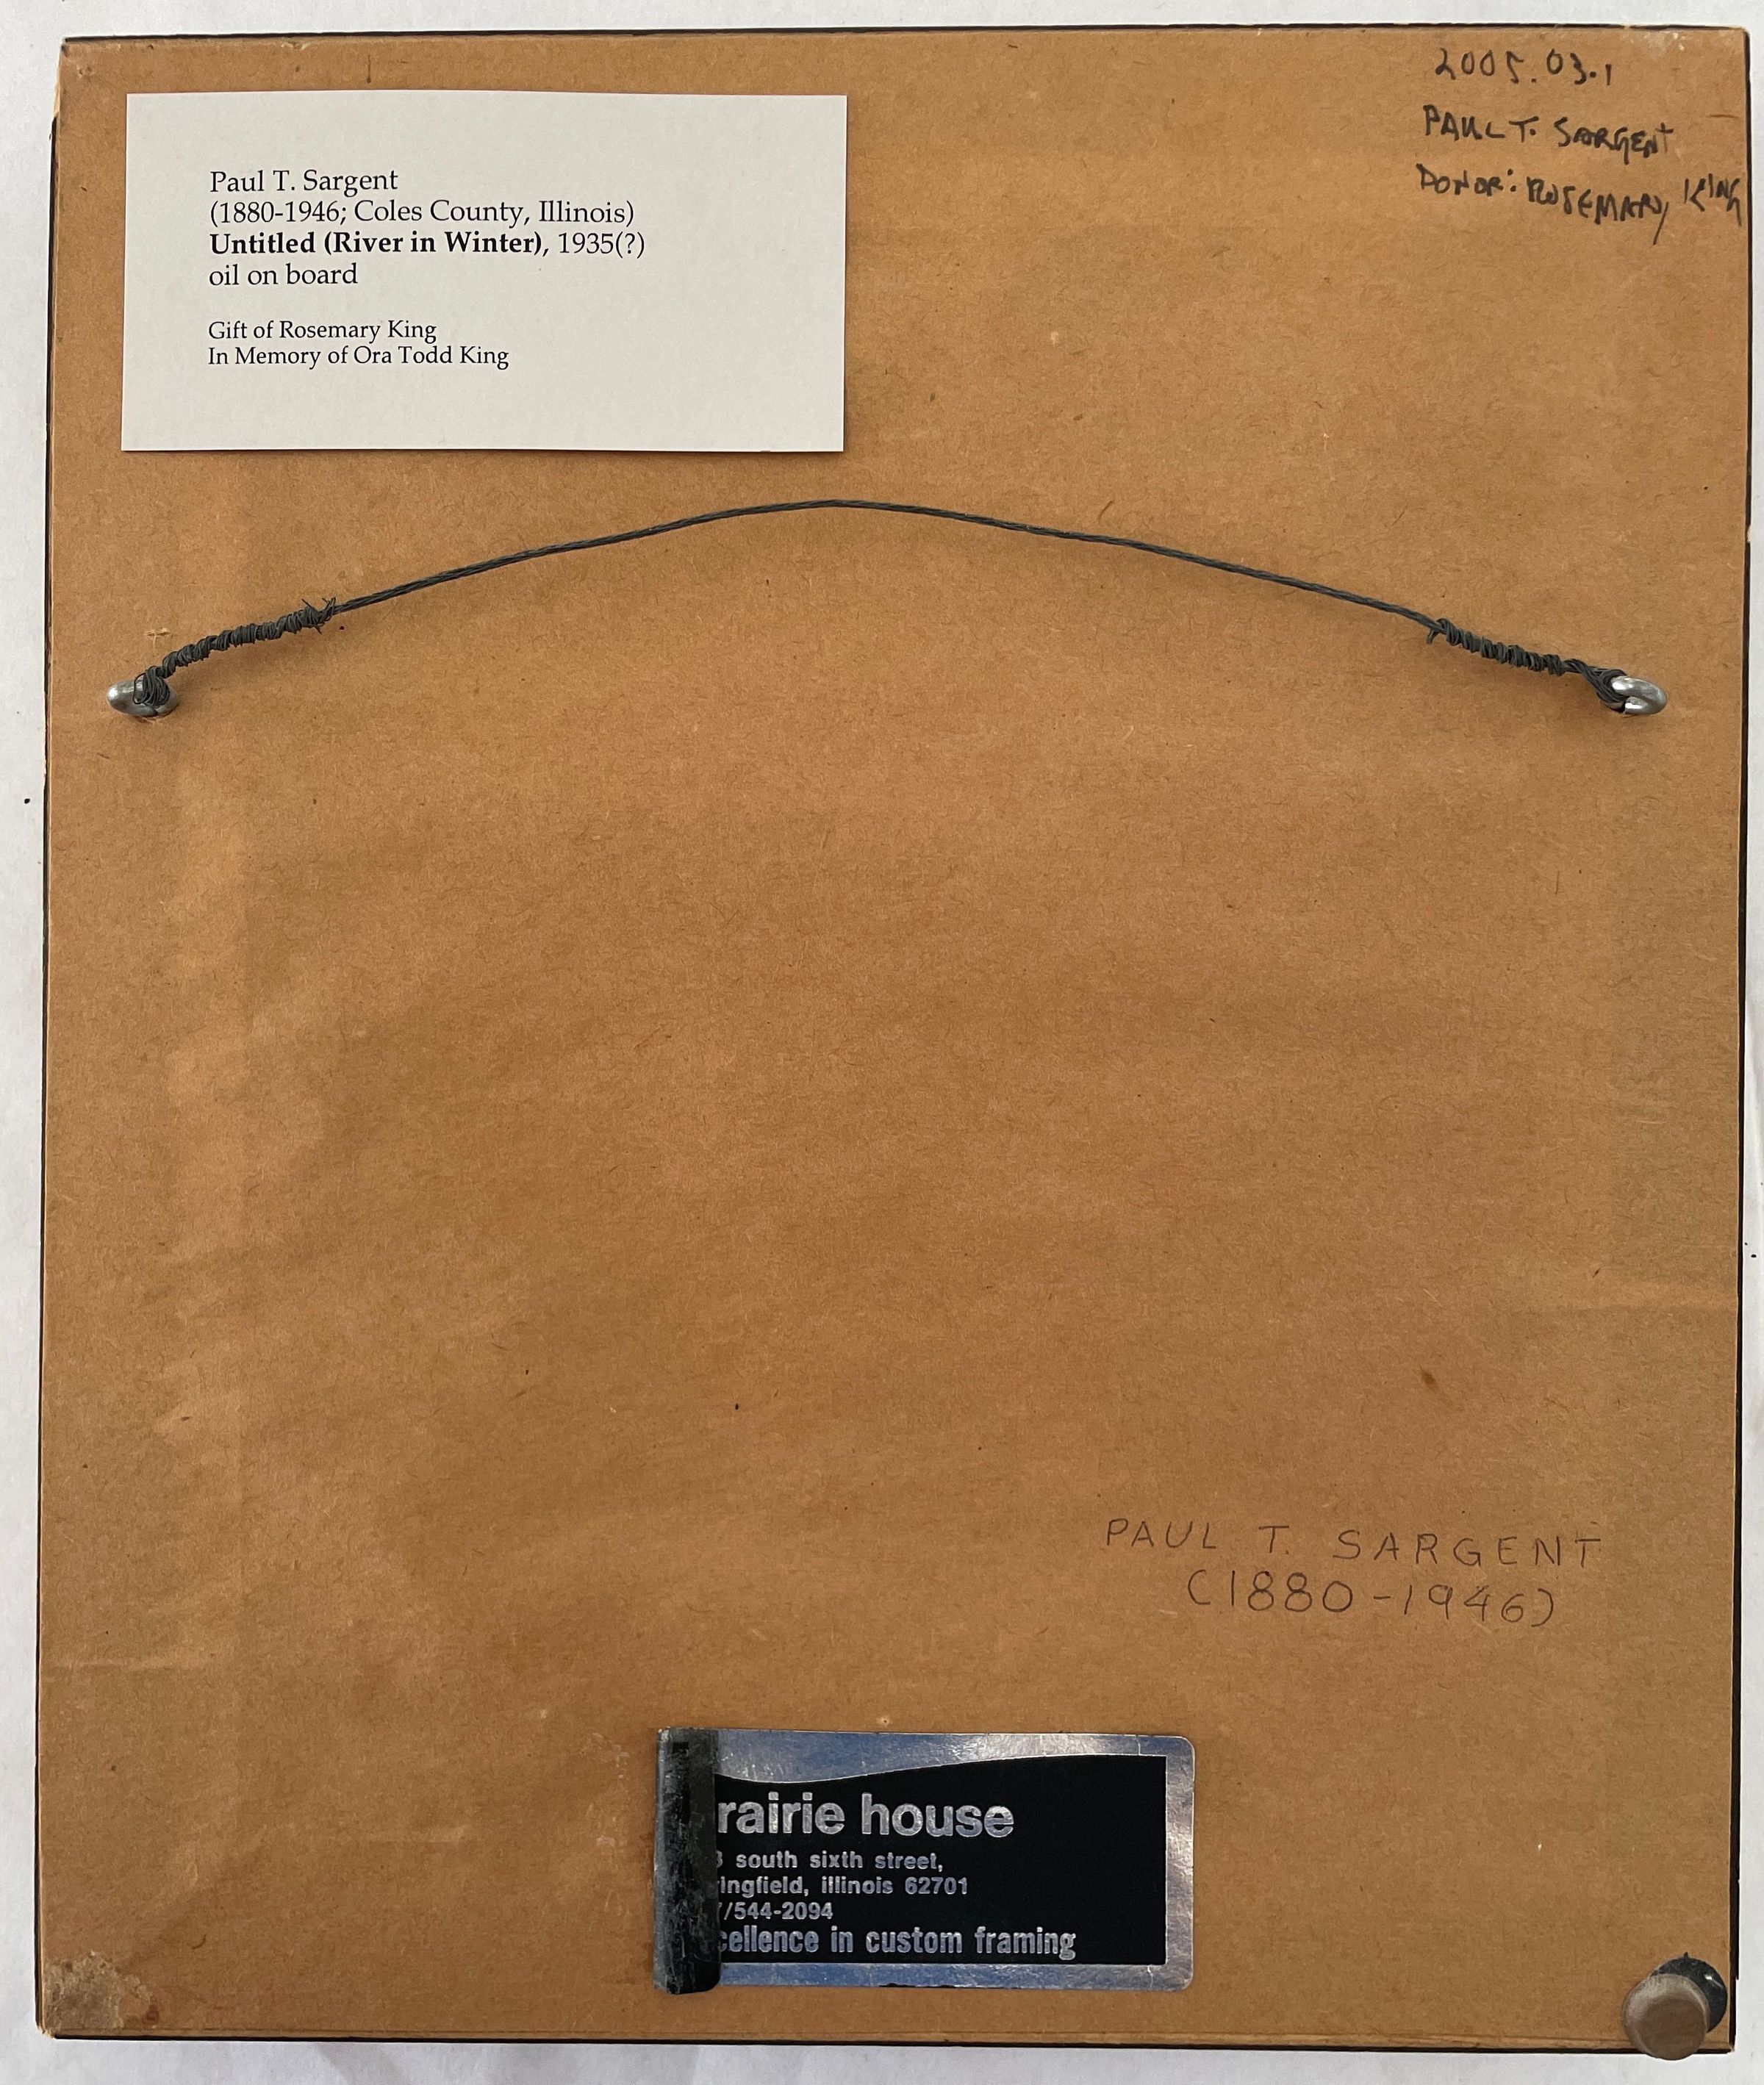 2005.03.1
PAUL T. SARGENT
DONOR: ROSEMARY KING
Paul T. Sargent
(1880-1946; Coles County, Illinois)
Untitled (River in Winter), 1935(?)
oil on board
Gift of Rosemary King
In Memory of Ora Todd King
PAUL T. SARGENT
(1880-1946)
rairie house
south sixth street,
ringfield, illinois 62701
/544-2094
cellence in custom framing